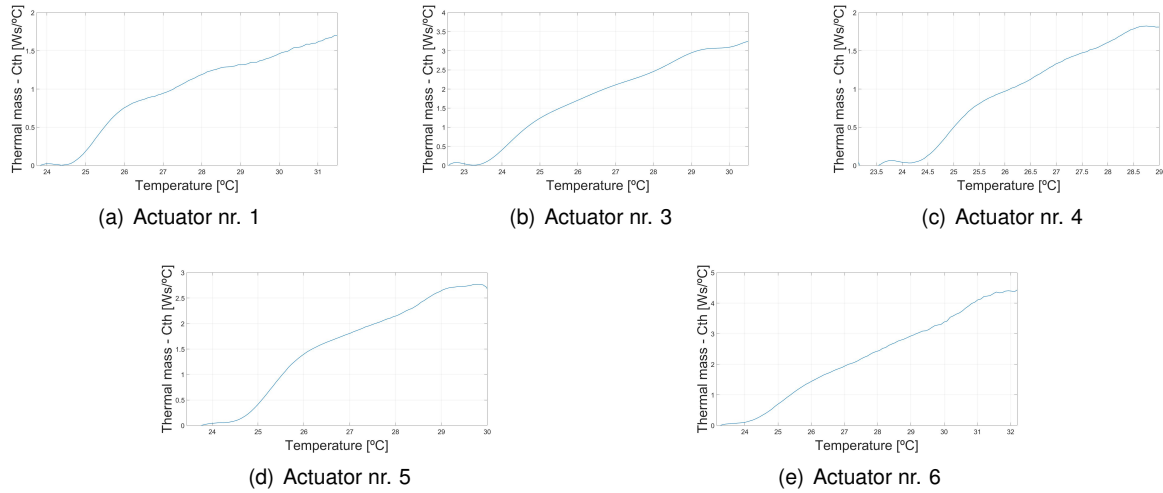 Thermal mass - Cth [Ws/ºC]
2
1.5
1
0.5
0
24 25 26 27 28 29 30 31
Temperature [ºC]
(a) Actuator nr. 1
Thermal mass - Cth [Ws/ºC]
4
3.5
3
2.5
2
1.5
1
0.5
0
23 24 25 26 27 28 29 30
Temperature [ºC]
(b) Actuator nr. 3
Thermal mass - Cth [Ws/ºC]
2
1.5
1
0.5
0
23.5 24 24.5 25 25.5 26 26.5 27 27.5 28 28.5 29
Temperature [ºC]
(c) Actuator nr. 4
Thermal mass - Cth [Ws/ºC]
3
2.5
2
1.5
1
0.5
0
24 25 26 27 28 29 30
Temperature [ºC]
(d) Actuator nr. 5
Thermal mass - Cth [Ws/ºC]
5
4
3
2
1
0
24 25 26 27 28 29 30 31 32
Temperature [ºC]
(e) Actuator nr. 6